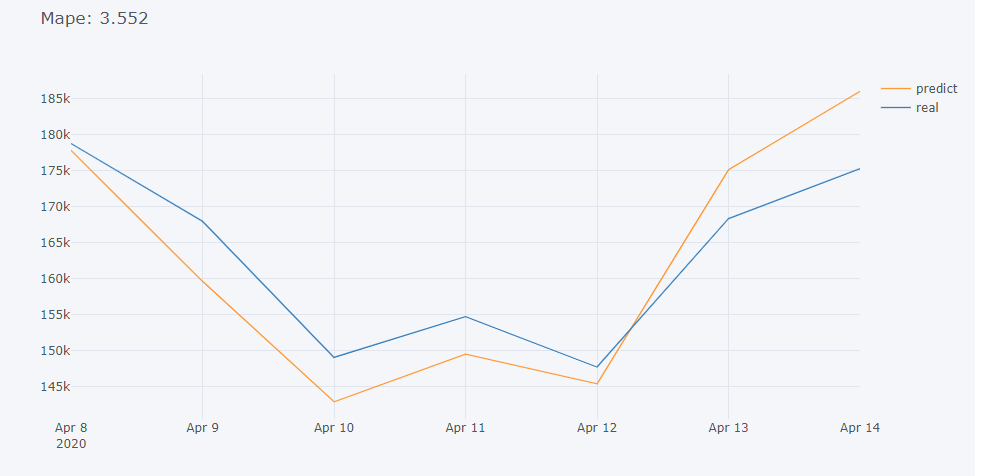 Mape: 3.552
predict
real
185k
180k
175k
170k
165k
160k
155k
150k
145k
Apr 8 Apr 9 Apr 10 Apr 11 Apr 12 Apr 13 Apr 14
2020